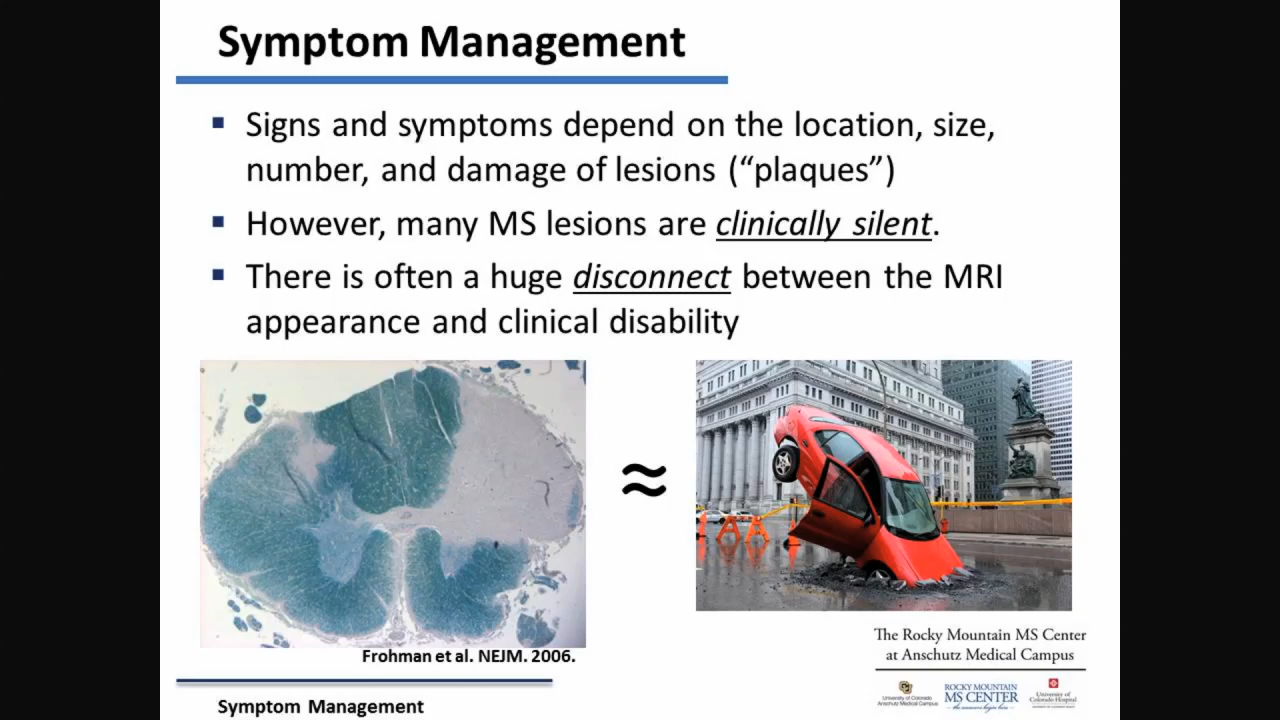 Symptom Management
Signs and symptoms depend on the location, size,
number, and damage of lesions (“plaques”)
However, many MS lesions are clinically silent.
There is often a huge disconnect between the MRI
appearance and clinical disability
≈
Frohman et al. NEJM. 2006.
The Rocky Mountain MS Center
at Anschutz Medical Campus
University of Colorado
Anschutz Medical Campus
ROCKY MOUNTAIN
MS CENTER
University of
Colorado Hospital
Symptom Management